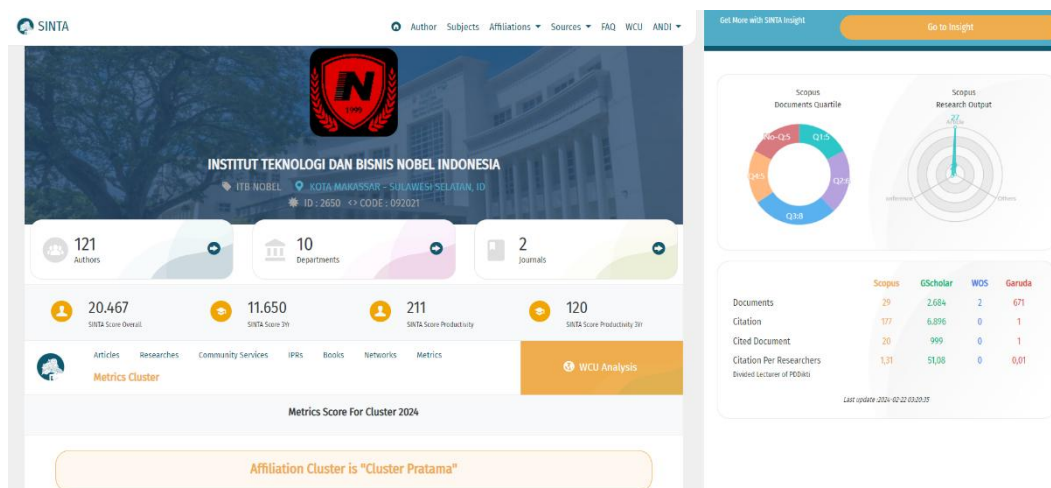 SINTA
Author Subjects Affiliations Sources FAQ WCU ANDI
N
1999
INSTITUT TEKNOLOGI DAN BISNIS NOBEL INDONESIA
ITB NOBEL KOTA MAKASSAR - SULAWESI SELATAN, ID
ID : 2650 <> CODE : 092021
121
Authors
10
Departments
2
Journals
20.467
SINTA Score Overall
11.650
SINTA Score 3Yr
211
SINTA Score Productivity
120
SINTA Score Productivity 3Yr
Articles Researches Community Services IPRs Books Networks Metrics
Metrics Cluster
WCU Analysis
Metrics Score For Cluster 2024
Affiliation Cluster is "Cluster Pratama"
Get More with SINTA Insight
Go to Insight
Scopus
Documents Quartile
No-Q:5
Q1:5
Q4:5
Q3:8
Scopus
Research Output
27
Others
Scopus GScholar WOS Garuda
Documents 29 2.684 2 671
Citation 177 6.896 0 1
Cited Document 20 999 0 1
Citation Per Researchers 1,31 51,08 0 0,01
Divided Lecturer of PDDikti
Last update :2024-02-22 03:20:35